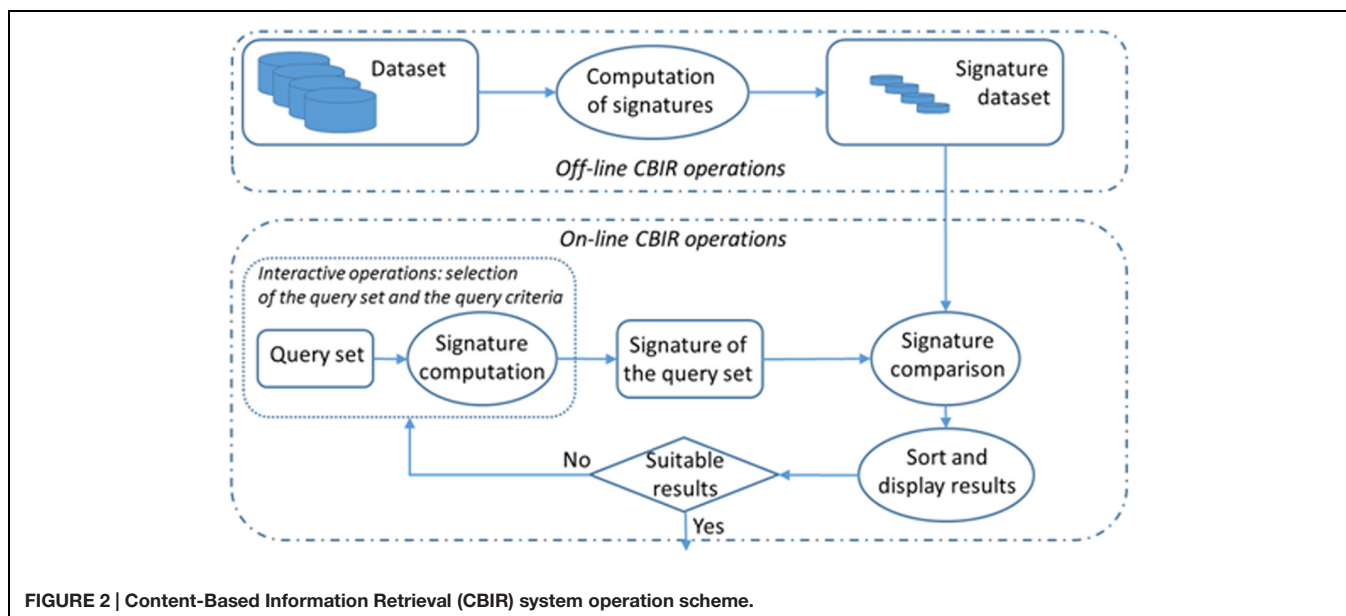 Dataset
Computation
of signatures
Signature
dataset
Off-line CBIR operations
On-line CBIR operations
Interactive operations: selection
of the query set and the query criteria
Query set
Signature
computation
Signature of
the query set
Signature
comparison
No
Suitable
results
Sort and
display results
Yes
FIGURE 2 | Content-Based Information Retrieval (CBIR) system operation scheme.